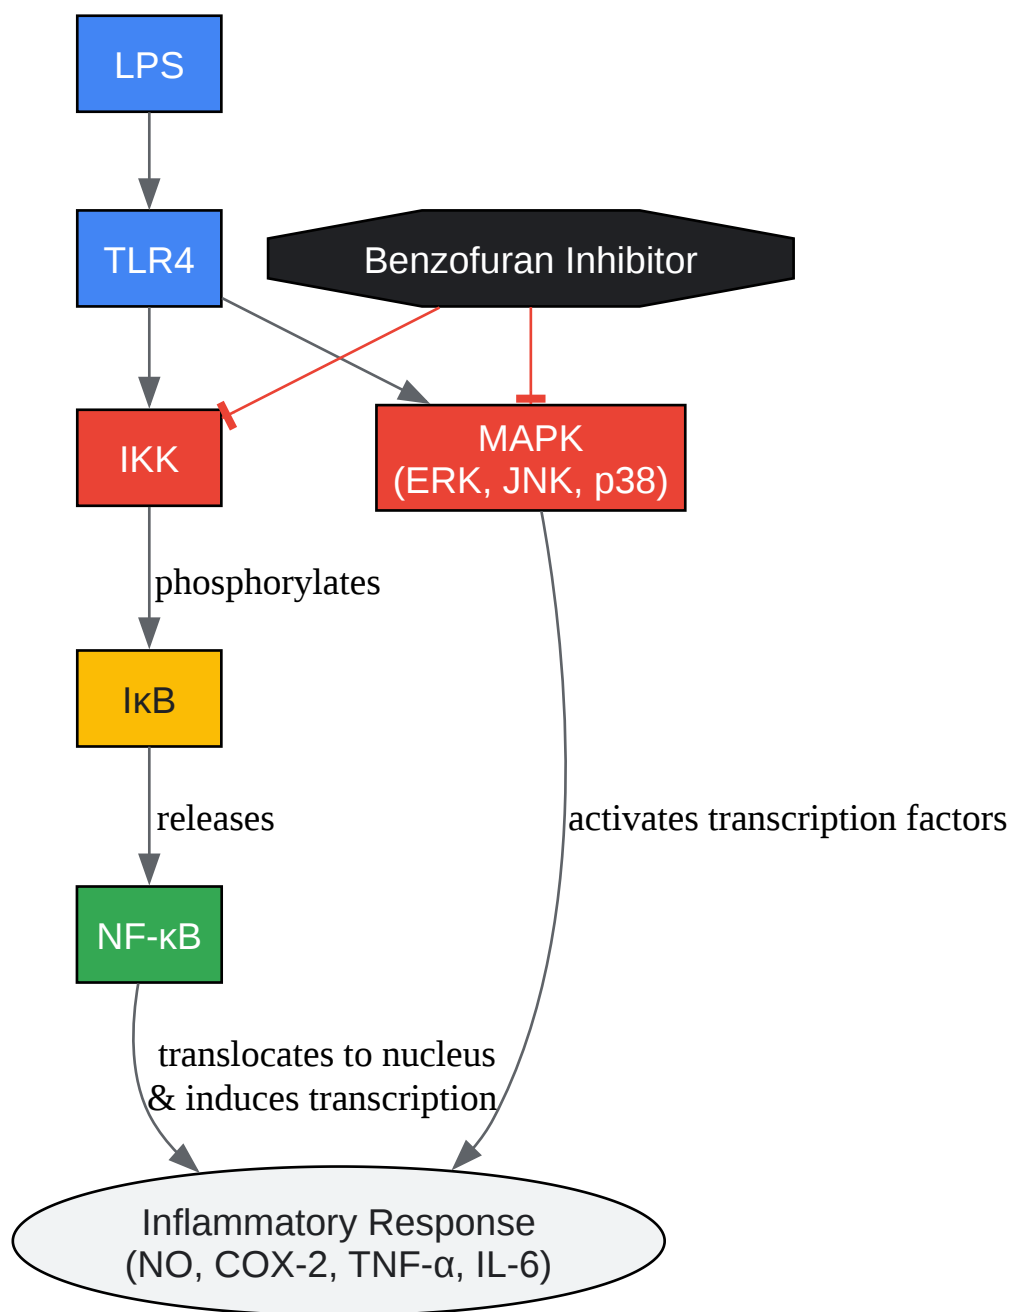 LPS
TLR4
Benzofuran Inhibitor
IKK
MAPK
(ERK, JNK, p38)
phosphorylates
IκB
releases
activates transcription factors
NF-κB
translocates to nucleus
& induces transcription
Inflammatory Response
(NO, COX-2, TNF-α, IL-6)